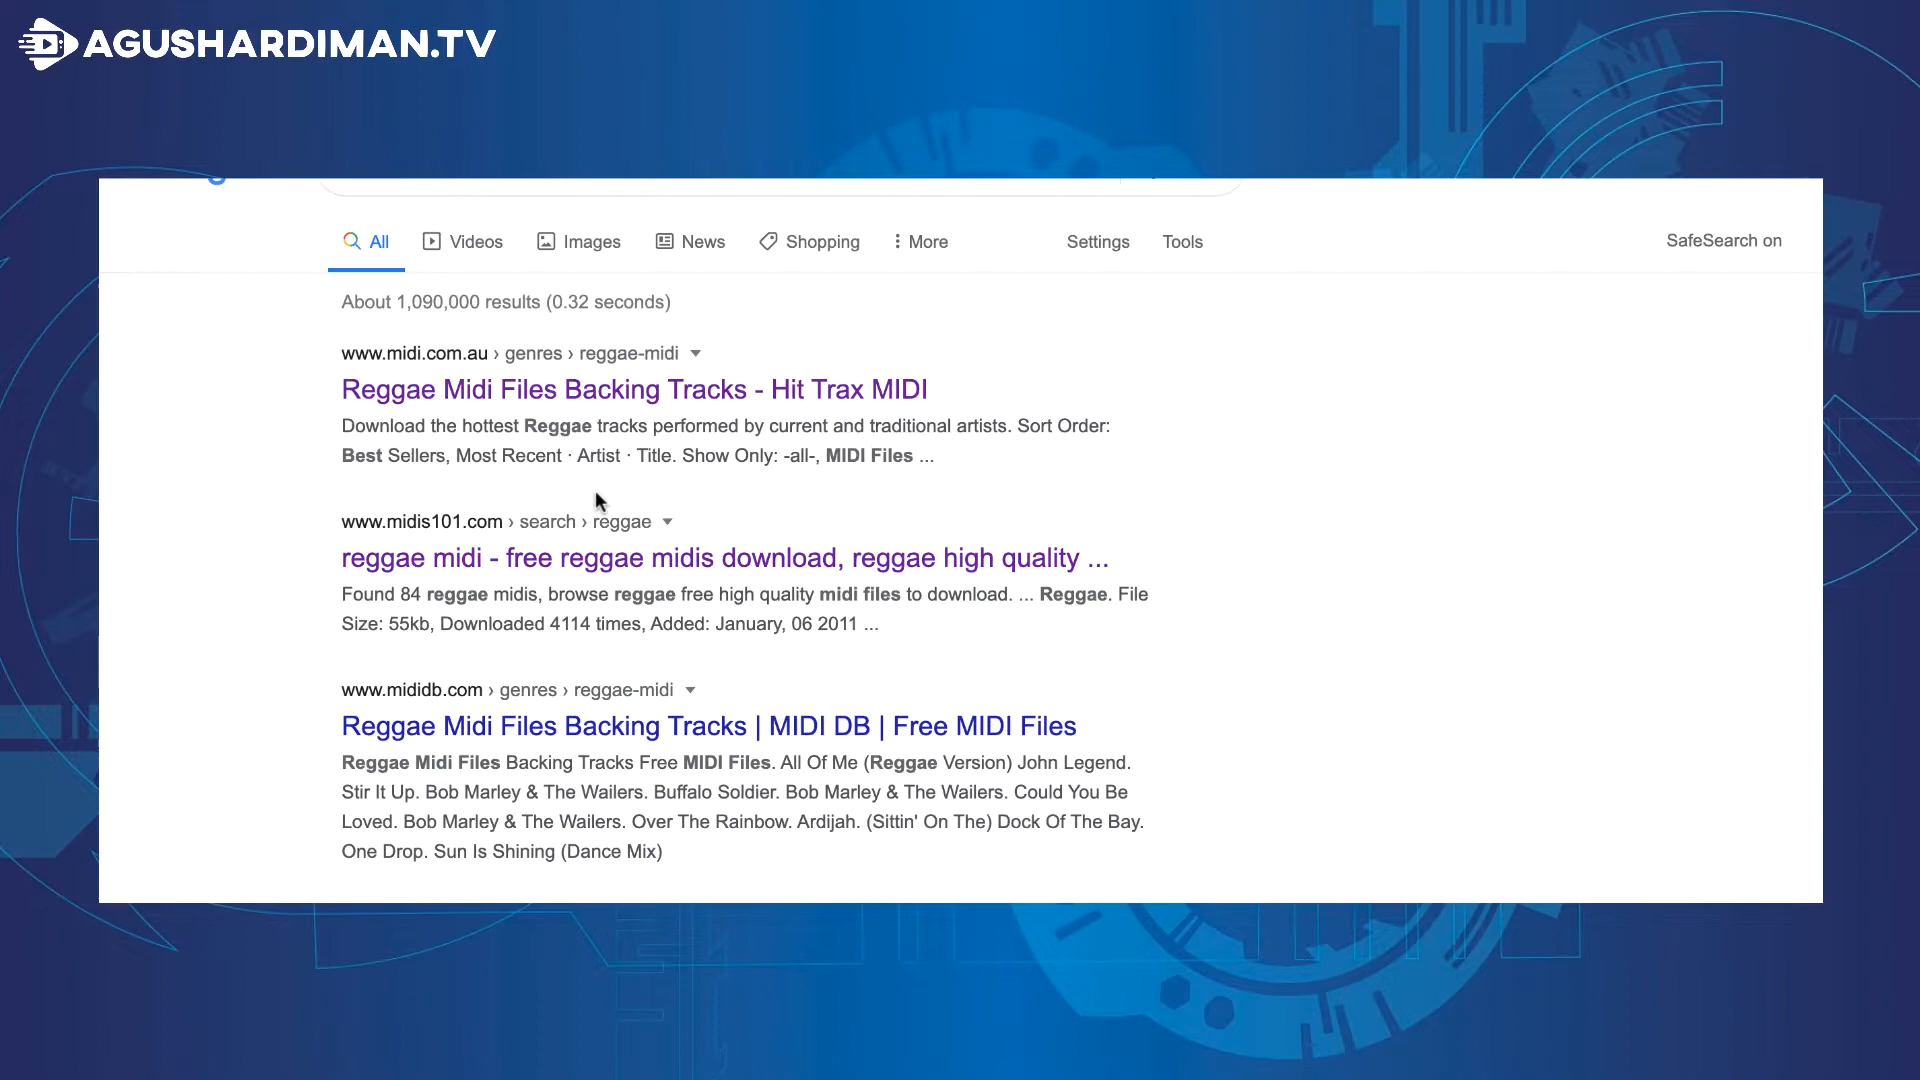 AGUSHARDIMAN.TV
All Videos Images News Shopping More Settings Tools SafeSearch on
About 1,090,000 results (0.32 seconds)
www.midi.com.au › genres › reggae-midi
Reggae Midi Files Backing Tracks - Hit Trax MIDI
Download the hottest Reggae tracks performed by current and traditional artists. Sort Order:
Best Sellers, Most Recent · Artist · Title. Show Only: -all-, MIDI Files ...
www.midis101.com › search › reggae
reggae midi - free reggae midis download, reggae high quality ...
Found 84 reggae midis, browse reggae free high quality midi files to download. ... Reggae. File
Size: 55kb, Downloaded 4114 times, Added: January, 06 2011 ...
www.mididb.com › genres › reggae-midi
Reggae Midi Files Backing Tracks | MIDI DB | Free MIDI Files
Reggae Midi Files Backing Tracks Free MIDI Files. All Of Me (Reggae Version) John Legend.
Stir It Up. Bob Marley & The Wailers. Buffalo Soldier. Bob Marley & The Wailers. Could You Be
Loved. Bob Marley & The Wailers. Over The Rainbow. Ardijah. (Sittin' On The) Dock Of The Bay.
One Drop. Sun Is Shining (Dance Mix)